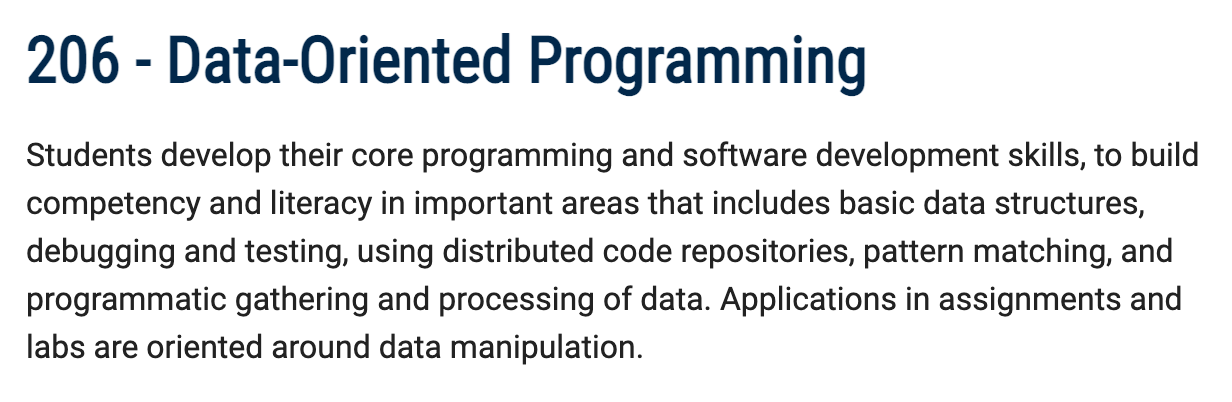 206 - Data-Oriented Programming
Students develop their core programming and software development skills, to build
competency and literacy in important areas that includes basic data structures,
debugging and testing, using distributed code repositories, pattern matching, and
programmatic gathering and processing of data. Applications in assignments and
labs are oriented around data manipulation.